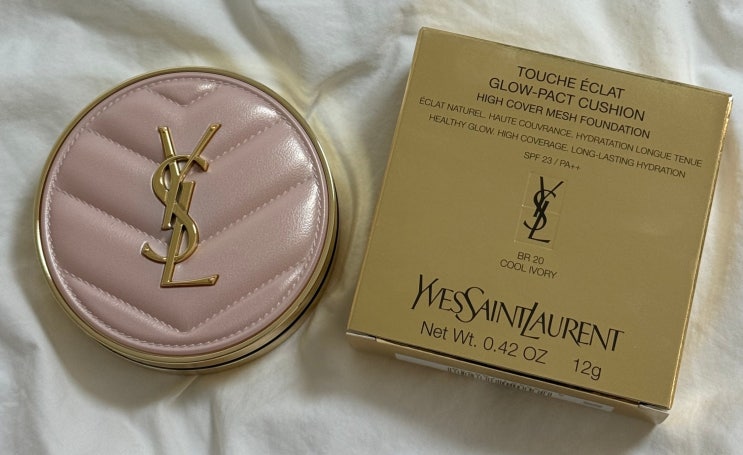 YSL
TOUCHE ÉCLAT
GLOW-PACT CUSHION
HIGH COVER MESH FOUNDATION
ÉCLAT NATUREL. HAUTE COUVRANCE. HYDRATATION LONGUE TENUE
HEALTHY GLOW. HIGH COVERAGE. LONG-LASTING HYDRATION
SPF 23 / PA++
YSL
BR 20
COOL IVORY
YVESSAINTLAURENT
Net Wt. 0.42 OZ 12g